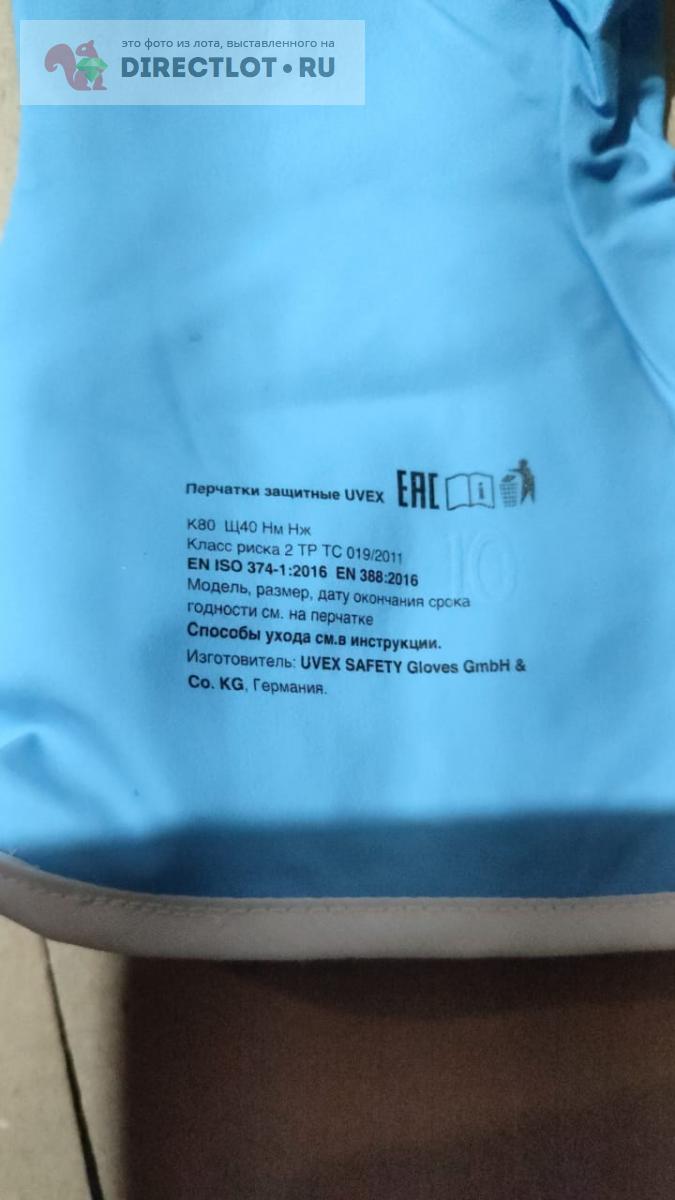 это фото из лота, выставленного на
DIRECTLOT•RU
Перчатки защитные UVEX EAC i
К80 Щ40 Нм Нж
Класс риска 2 ТР ТС 019/2011
10
EN ISO 374-1:2016 EN 388:2016
Модель, размер, дату окончания срока
годности см. на перчатке
Способы ухода см.в инструкции.
Изготовитель: UVEX SAFETY Gloves GmbH &
Co. KG, Германия.